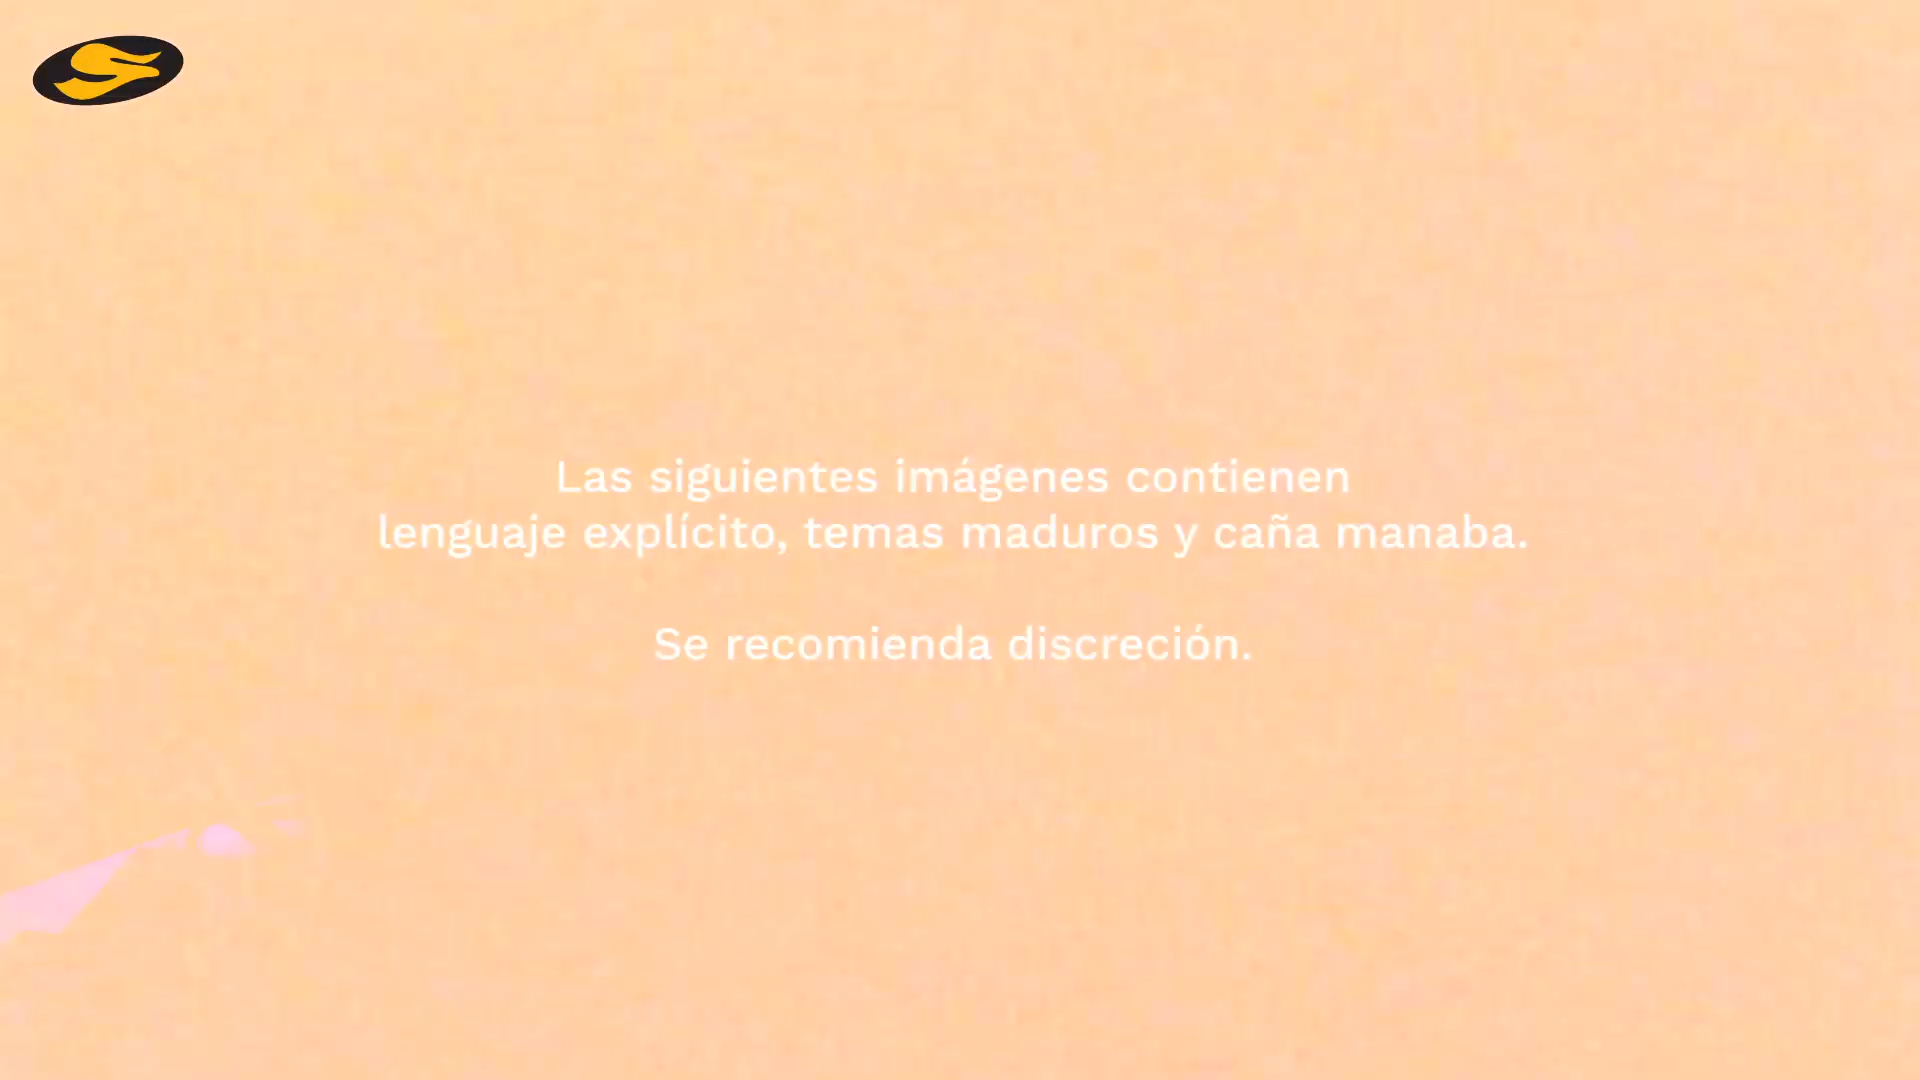 Las siguientes imágenes contienen
lenguaje explícito, temas maduros y caña manaba.
Se recomienda discreción.